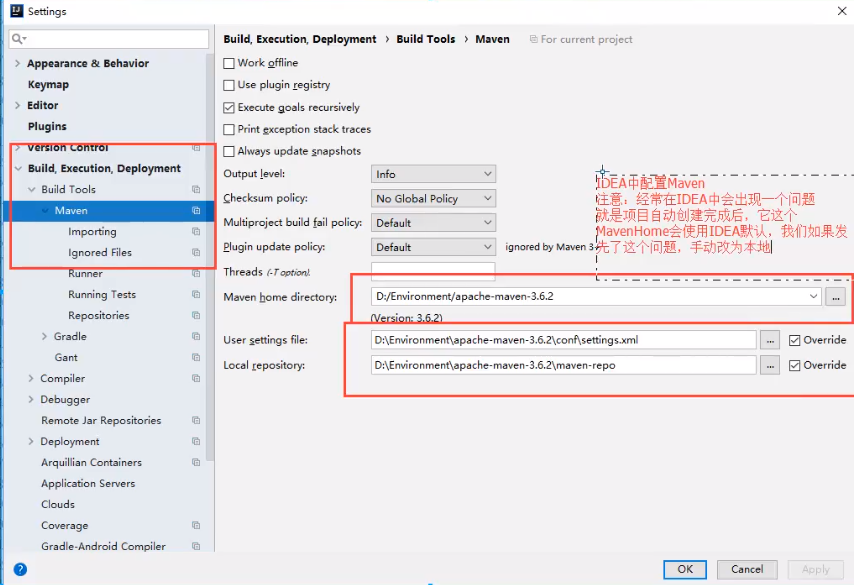 Settings
Appearance & Behavior
Keymap
Editor
Plugins
Version Control
Build, Execution, Deployment
Build Tools
Maven
Importing
Ignored Files
Runner
Running Tests
Repositories
Gradle
Gant
Compiler
Debugger
Remote Jar Repositories
Deployment
Arquillian Containers
Application Servers
Clouds
Coverage
Gradle-Android Compiler
Build, Execution, Deployment › Build Tools › Maven For current project
Work offline
Use plugin registry
Execute goals recursively
Print exception stack traces
Always update snapshots
Output level: Info
Checksum policy: No Global Policy
Multiproject build fail policy: Default
Plugin update policy: Default ignored by Maven 3+
Threads (-T option):
Maven home directory: D:/Environment/apache-maven-3.6.2 ...
(Version: 3.6.2)
User settings file: D:\Environment\apache-maven-3.6.2\conf\settings.xml ... Override
Local repository: D:\Environment\apache-maven-3.6.2\maven-repo ... Override
IDEA中配置Maven
注意：经常在IDEA中会出现一个问题
就是项目自动创建完成后，它这个
MavenHome会使用IDEA默认，我们如果发
先了这个问题，手动改为本地
? OK Cancel Apply